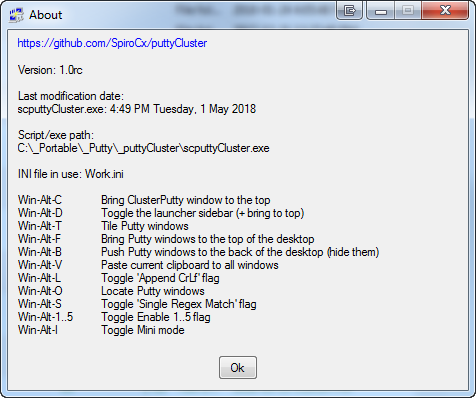 About
https://github.com/SpiroCx/puttyCluster
Version: 1.0rc
Last modification date:
scputtyCluster.exe: 4:49 PM Tuesday, 1 May 2018
Script/exe path:
C:\_Portable\_Putty\_puttyCluster\scputtyCluster.exe
INI file in use: Work.ini
Win-Alt-C Bring ClusterPutty window to the top
Win-Alt-D Toggle the launcher sidebar (+ bring to top)
Win-Alt-T Tile Putty windows
Win-Alt-F Bring Putty windows to the top of the desktop
Win-Alt-B Push Putty windows to the back of the desktop (hide them)
Win-Alt-V Paste current clipboard to all windows
Win-Alt-L Toggle 'Append CrLf' flag
Win-Alt-O Locate Putty windows
Win-Alt-S Toggle 'Single Regex Match' flag
Win-Alt-1..5 Toggle Enable 1..5 flag
Win-Alt-I Toggle Mini mode
Ok